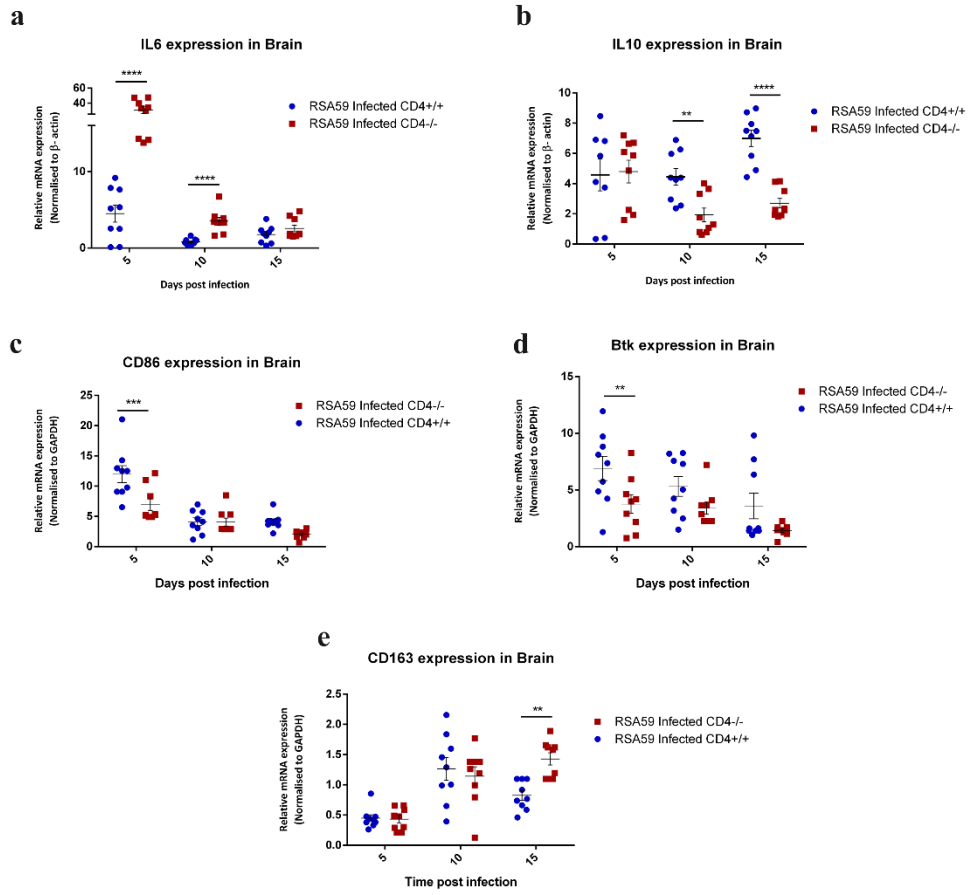 a
IL6 expression in Brain
Relative mRNA expression
(Normalised to β- actin)
60
40
20
10
0
****
****
5
10
15
Days post infection
RSA59 Infected CD4+/+
RSA59 Infected CD4-/-
b
IL10 expression in Brain
Relative mRNA expression
(Normalised to β- actin)
10
8
6
4
2
0
**
****
5
10
15
Days post infection
RSA59 Infected CD4+/+
RSA59 Infected CD4-/-
c
CD86 expression in Brain
Relative mRNA expression
(Normalised to GAPDH)
25
20
15
10
5
0
***
5
10
15
Days post infection
RSA59 Infected CD4-/-
RSA59 Infected CD4+/+
d
Btk expression in Brain
Relative mRNA expression
(Normalised to GAPDH)
15
10
5
0
**
5
10
15
Days post infection
RSA59 Infected CD4-/-
RSA59 Infected CD4+/+
e
CD163 expression in Brain
Relative mRNA expression
(Normalised to GAPDH)
2.5
2.0
1.5
1.0
0.5
0.0
**
5
10
15
Time post infection
RSA59 Infected CD4-/-
RSA59 Infected CD4+/+